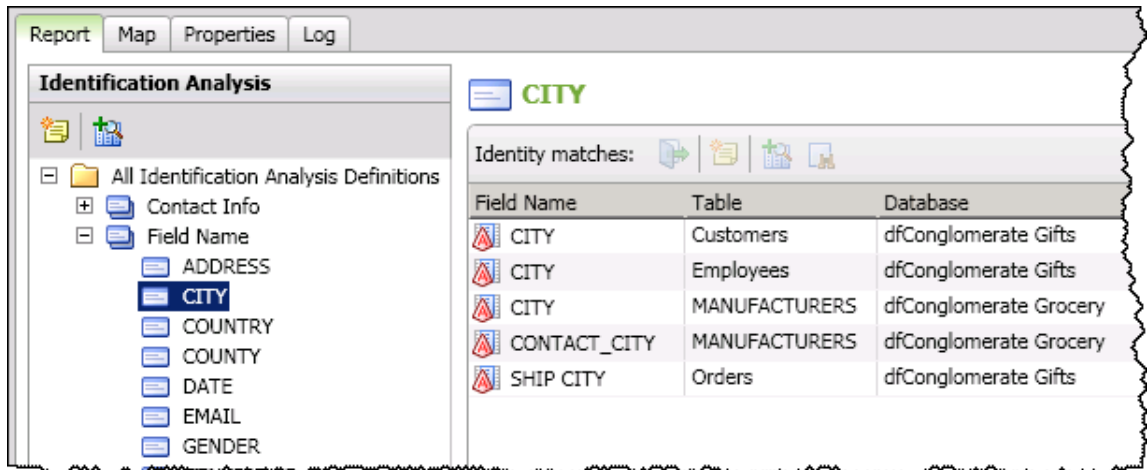 Report Map Properties Log
Identification Analysis
All Identification Analysis Definitions
Contact Info
Field Name
ADDRESS
CITY
COUNTRY
COUNTY
DATE
EMAIL
GENDER
CITY
Identity matches:
Field Name Table Database
CITY Customers dfConglomerate Gifts
CITY Employees dfConglomerate Gifts
CITY MANUFACTURERS dfConglomerate Grocery
CONTACT_CITY MANUFACTURERS dfConglomerate Grocery
SHIP CITY Orders dfConglomerate Gifts